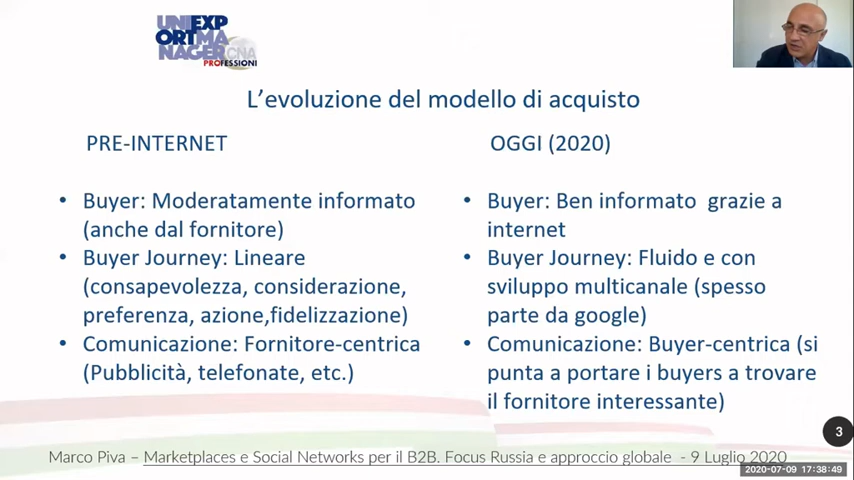 UNIEXP
ORTMA
NAGERCNA
PROFESSIONI
L'evoluzione del modello di acquisto
PRE-INTERNET
• Buyer: Moderatamente informato
(anche dal fornitore)
• Buyer Journey: Lineare
(consapevolezza, considerazione,
preferenza, azione,fidelizzazione)
• Comunicazione: Fornitore-centrica
(Pubblicità, telefonate, etc.)
OGGI (2020)
• Buyer: Ben informato grazie a
internet
• Buyer Journey: Fluido e con
sviluppo multicanale (spesso
parte da google)
• Comunicazione: Buyer-centrica (si
punta a portare i buyers a trovare
il fornitore interessante)
3
Marco Piva – Marketplaces e Social Networks per il B2B. Focus Russia e approccio globale - 9 Luglio 2020
2020-07-09 17:38:49